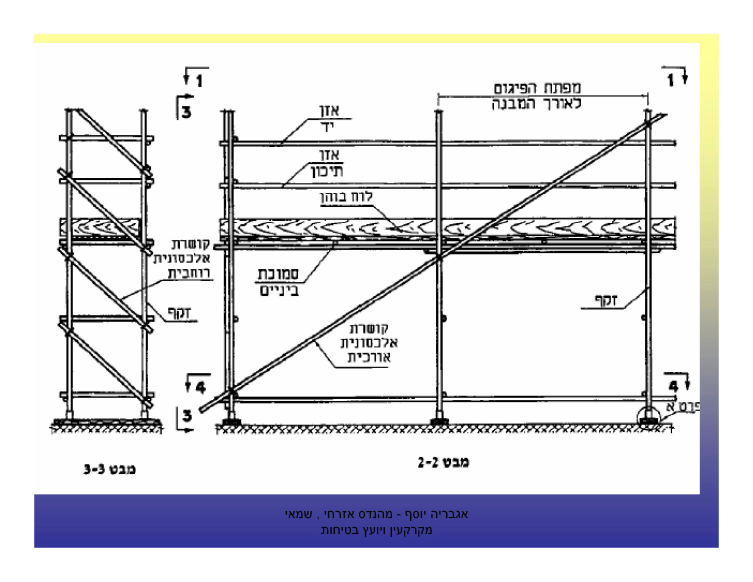 1
1
3
מפתח הפיגום
לאורך המבנה
אזן
יד
אזן
תיכון
לוח בוהן
קושרת
אלכסונית
רוחבית
סמוכת
ביניים
זקף
זקף
קושרת
אלכסונית
אורכית
4
4
3
פרט א
מבט 3-3
מבט 2-2
אגבריה יוסף - מהנדס אזרחי , שמאי
מקרקעין ויועץ בטיחות